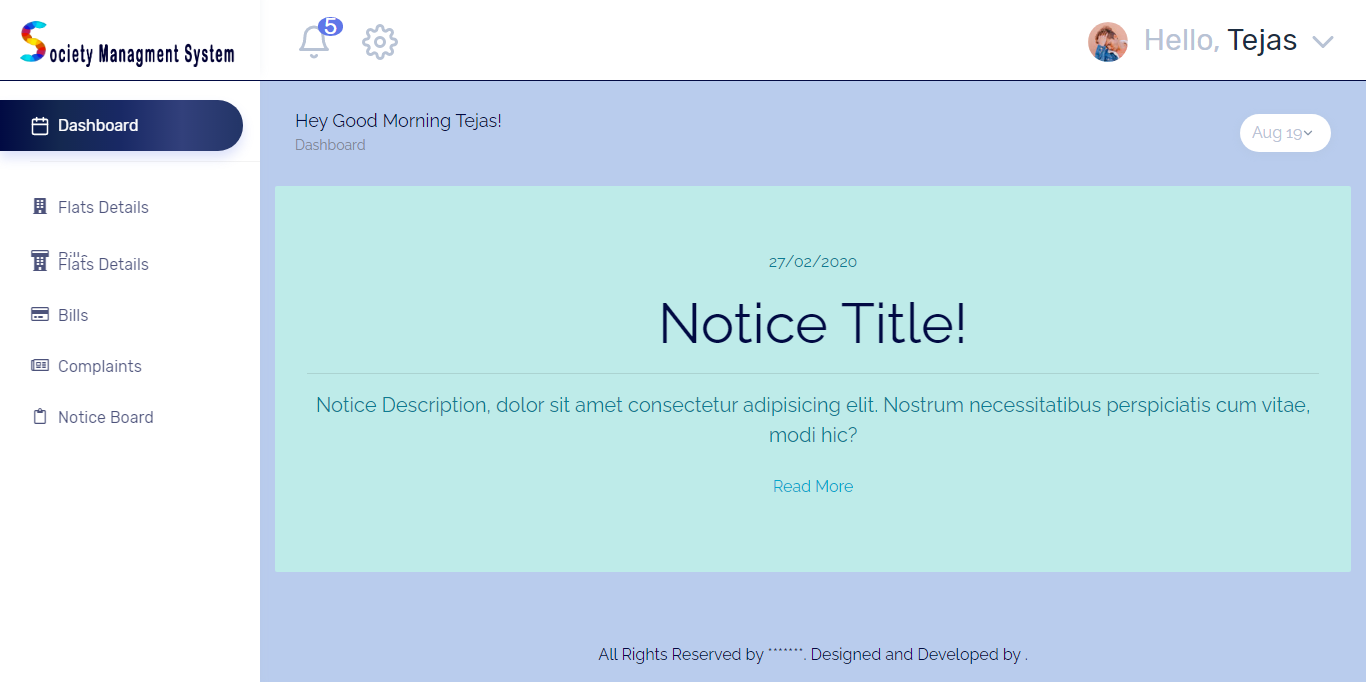 Society Managment System
5
Hello, Tejas
Dashboard
Flats Details
Bills
Flats Details
Bills
Complaints
Notice Board
Hey Good Morning Tejas!
Dashboard
Aug 19
27/02/2020
Notice Title!
Notice Description, dolor sit amet consectetur adipisicing elit. Nostrum necessitatibus perspiciatis cum vitae,
modi hic?
Read More
All Rights Reserved by *******. Designed and Developed by .